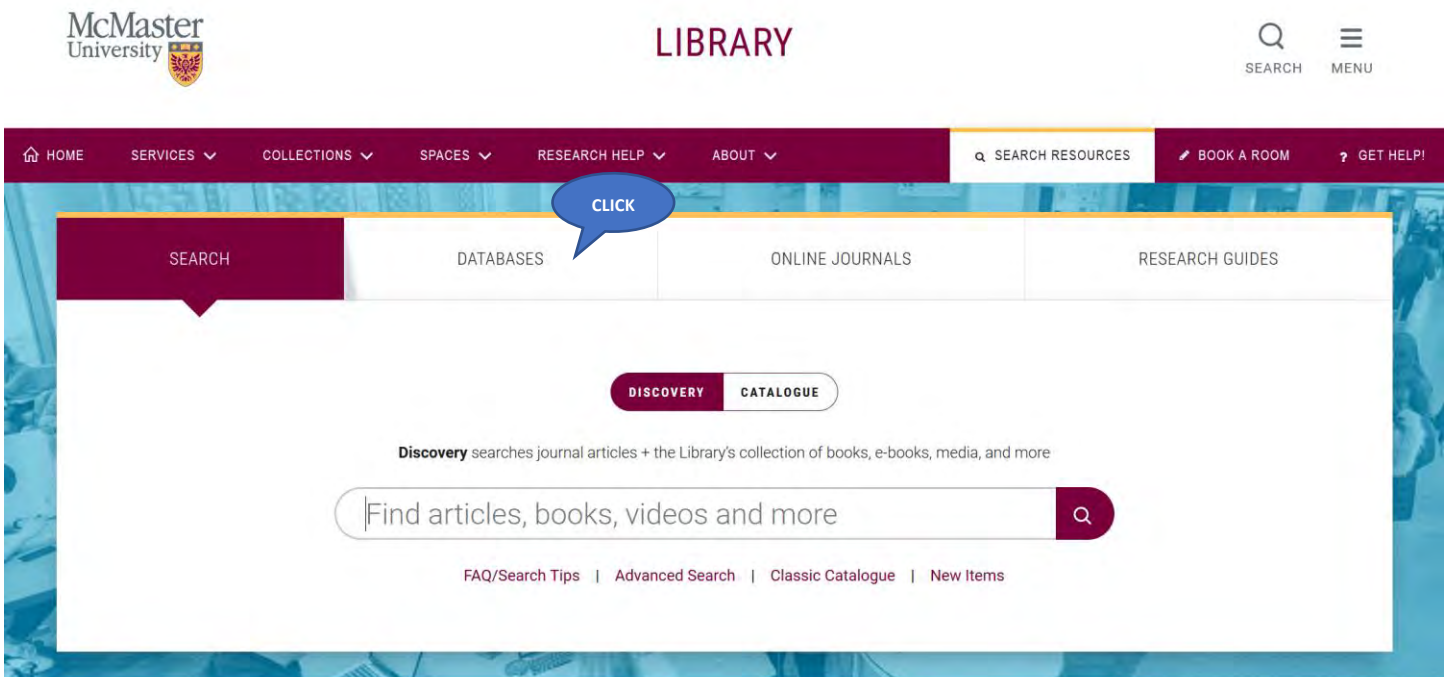 McMaster
University
LIBRARY
SEARCH
MENU
HOME
SERVICES
COLLECTIONS
SPACES
RESEARCH HELP
ABOUT
SEARCH RESOURCES
BOOK A ROOM
? GET HELP!
CLICK
SEARCH
DATABASES
ONLINE JOURNALS
RESEARCH GUIDES
DISCOVERY
CATALOGUE
Discovery searches journal articles + the Library's collection of books, e-books, media, and more
Find articles, books, videos and more
FAQ/Search Tips | Advanced Search | Classic Catalogue | New Items